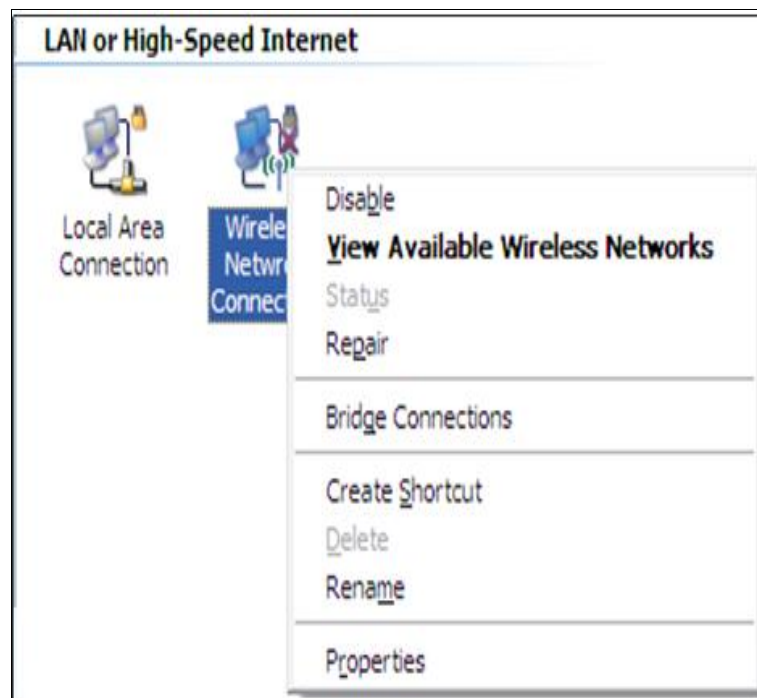 LAN or High-Speed Internet
Local Area
Connection
Disable
View Available Wireless Networks
Status
Repair
Bridge Connections
Create Shortcut
Delete
Rename
Properties